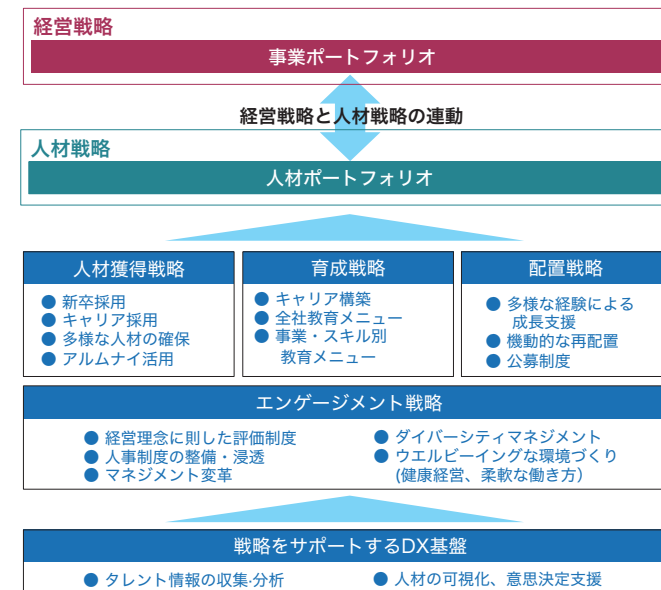 経営戦略
事業ポートフォリオ
経営戦略と人材戦略の連動
人材戦略
人材ポートフォリオ
人材獲得戦略
● 新卒採用
● キャリア採用
● 多様な人材の確保
● アルムナイ活用
育成戦略
● キャリア構築
● 全社教育メニュー
● 事業・スキル別
教育メニュー
配置戦略
● 多様な経験による
成長支援
● 機動的な再配置
● 公募制度
エンゲージメント戦略
● 経営理念に則した評価制度
● 人事制度の整備・浸透
● マネジメント変革
● ダイバーシティマネジメント
● ウエルビーイングな環境づくり
(健康経営、柔軟な働き方)
戦略をサポートするDX基盤
● タレント情報の収集·分析
● 人材の可視化、意思決定支援